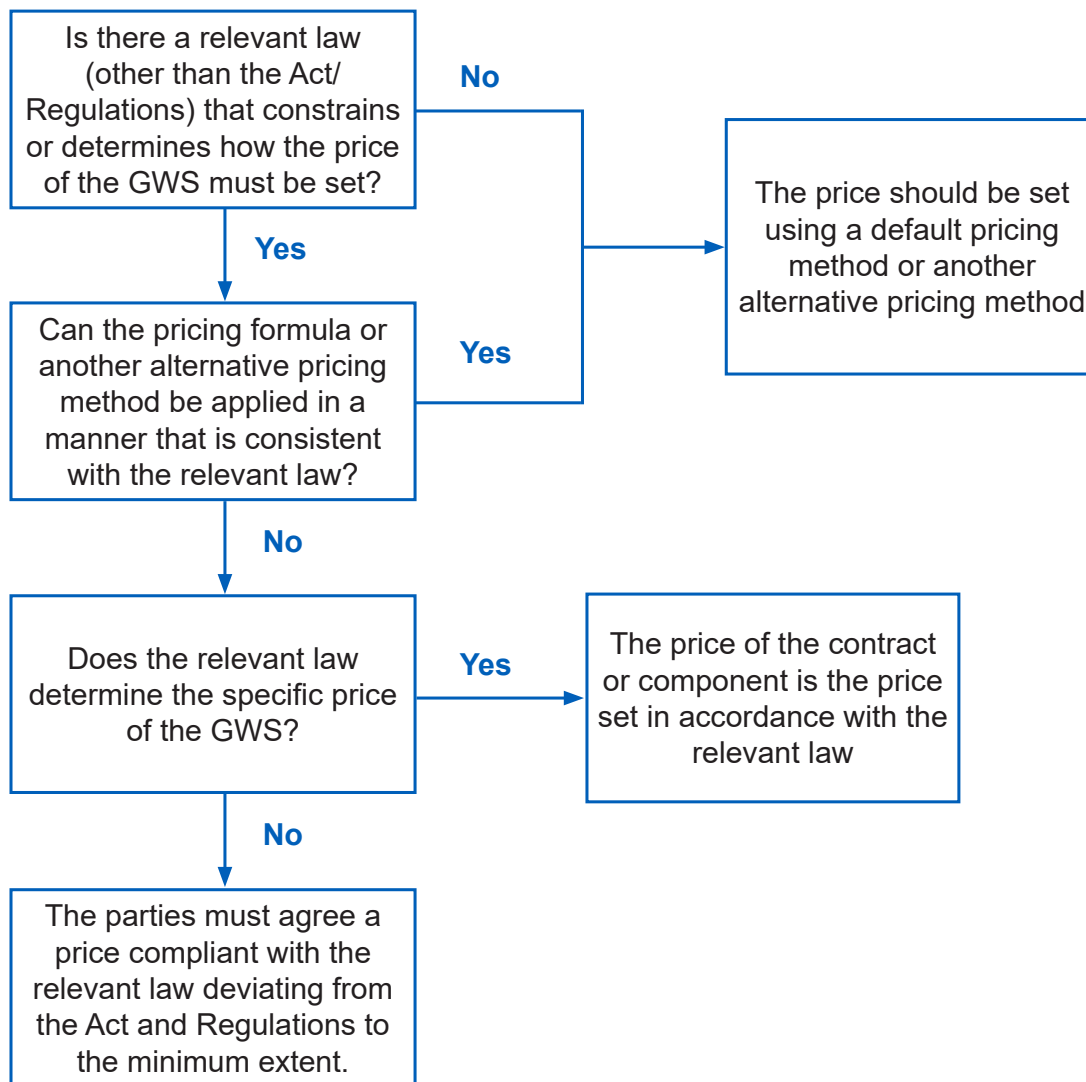 Is there a relevant law
(other than the Act/
Regulations) that constrains
or determines how the price
of the GWS must be set?
No
The price should be set
using a default pricing
method or another
alternative pricing method
Yes
Can the pricing formula or
another alternative pricing
method be applied in a
manner that is consistent
with the relevant law?
Yes
No
Does the relevant law
determine the specific price
of the GWS?
Yes
The price of the contract
or component is the price
set in accordance with the
relevant law
No
The parties must agree a
price compliant with the
relevant law deviating from
the Act and Regulations to
the minimum extent.